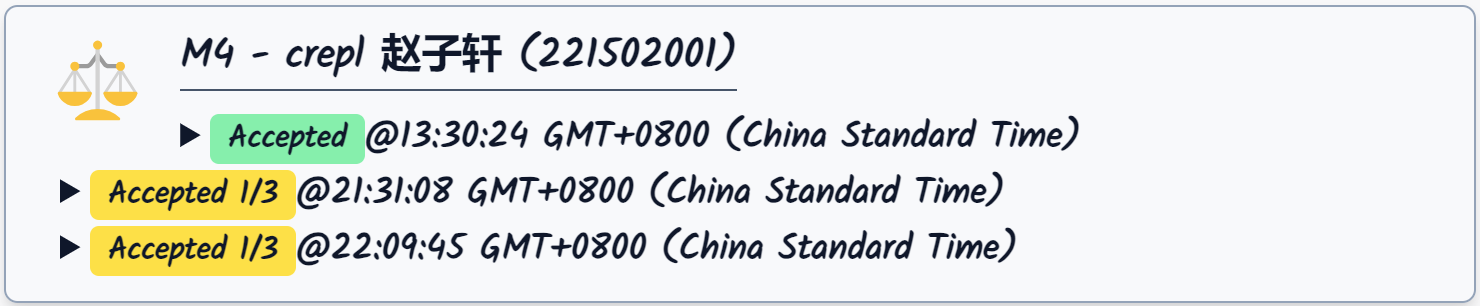 M4 - crepl 赵子轩 (221502001)
Accepted @13:30:24 GMT+0800 (China Standard Time)
Accepted 1/3 @21:31:08 GMT+0800 (China Standard Time)
Accepted 1/3 @22:09:45 GMT+0800 (China Standard Time)